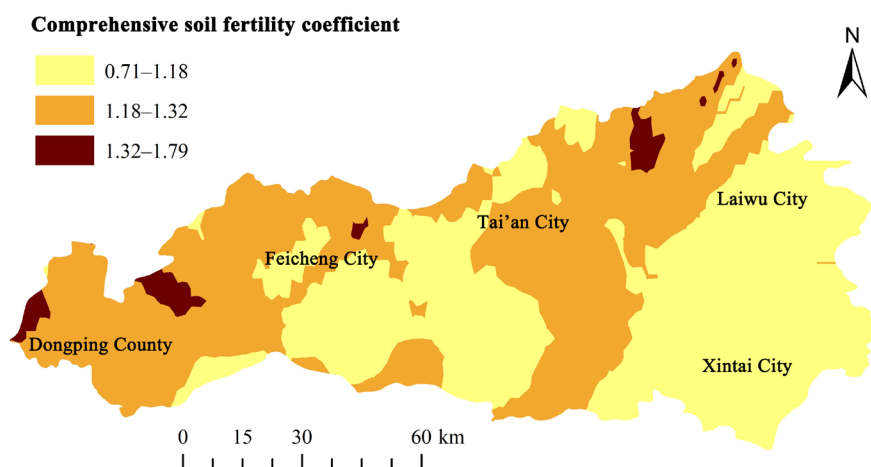 Comprehensive soil fertility coefficient
0.71–1.18
1.18–1.32
1.32–1.79
N
Laiwu City
Tai’an City
Feicheng City
Dongping County
Xintai City
0 15 30 60 km